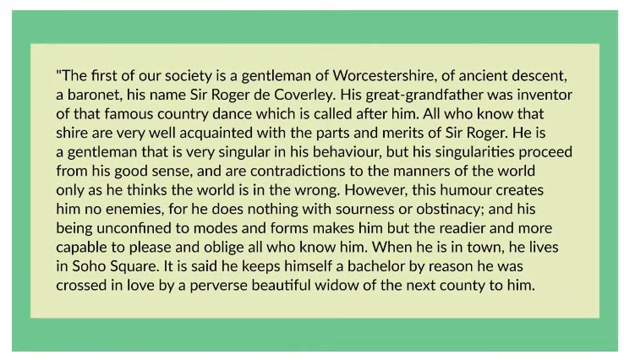 "The first of our society is a gentleman of Worcestershire, of ancient descent,
a baronet, his name Sir Roger de Coverley. His great-grandfather was inventor
of that famous country dance which is called after him. All who know that
shire are very well acquainted with the parts and merits of Sir Roger. He is
a gentleman that is very singular in his behaviour, but his singularities proceed
from his good sense, and are contradictions to the manners of the world
only as he thinks the world is in the wrong. However, this humour creates
him no enemies, for he does nothing with sourness or obstinacy; and his
being unconfined to modes and forms makes him but the readier and more
capable to please and oblige all who know him. When he is in town, he lives
in Soho Square. It is said he keeps himself a bachelor by reason he was
crossed in love by a perverse beautiful widow of the next county to him.